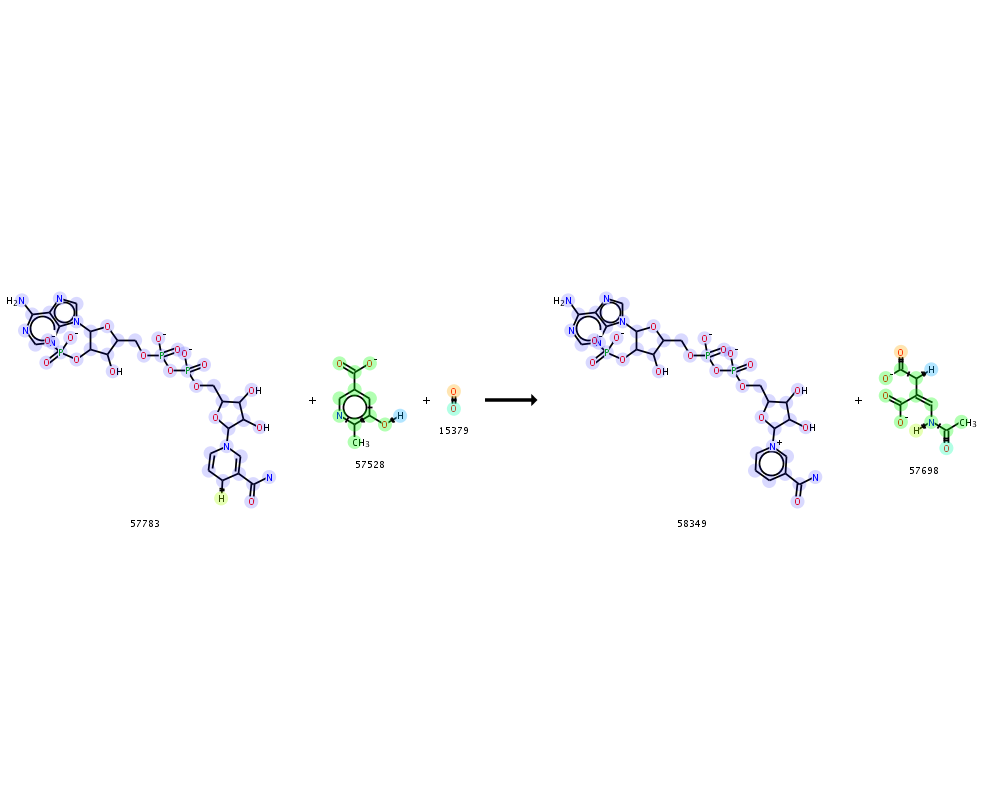 H2N N N N N N O O- O- P O O OH O- O- P O P O O O OH OH N N O H
+
O O- N O H CH3
+
O O
H2N N N N N N O O- O- P O O OH O- O- P O P O O O OH OH N+ N O
+
O O- H O O- H N CH3 O
15379
57528
57698
57783
58349